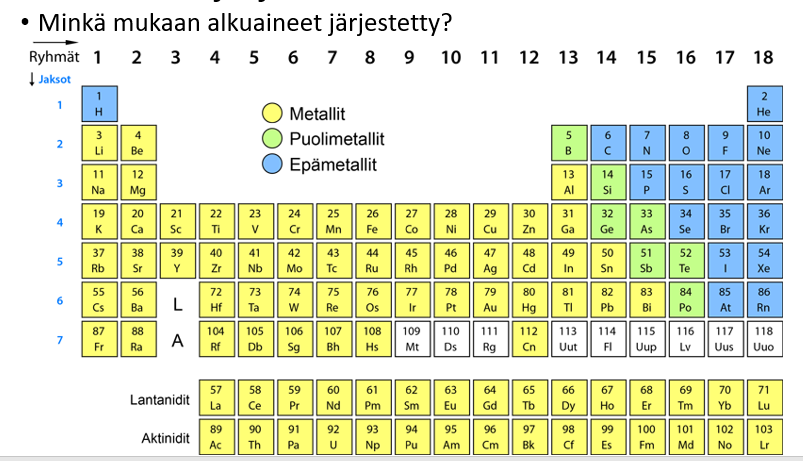 • Minkä mukaan alkuaineet järjestetty?
Ryhmät 1 2 3 4 5 6 7 8 9 10 11 12 13 14 15 16 17 18
Jaksot
1 1 2
H He
Metallit
Puolimetallit
Epämetallit
2 3 4 5 6 7 8 9 10
Li Be B C N O F Ne
3 11 12 13 14 15 16 17 18
Na Mg Al Si P S Cl Ar
4 19 20 21 22 23 24 25 26 27 28 29 30 31 32 33 34 35 36
K Ca Sc Ti V Cr Mn Fe Co Ni Cu Zn Ga Ge As Se Br Kr
5 37 38 39 40 41 42 43 44 45 46 47 48 49 50 51 52 53 54
Rb Sr Y Zr Nb Mo Tc Ru Rh Pd Ag Cd In Sn Sb Te I Xe
6 55 56 L 72 73 74 75 76 77 78 79 80 81 82 83 84 85 86
Cs Ba Hf Ta W Re Os Ir Pt Au Hg Tl Pb Bi Po At Rn
7 87 88 A 104 105 106 107 108 109 110 111 112 113 114 115 116 117 118
Fr Ra Rf Db Sg Bh Hs Mt Ds Rg Cn Uut Fl Uup Lv Uus Uuo
Lantanidit 57 58 59 60 61 62 63 64 65 66 67 68 69 70 71
La Ce Pr Nd Pm Sm Eu Gd Tb Dy Ho Er Tm Yb Lu
Aktinidit 89 90 91 92 93 94 95 96 97 98 99 100 101 102 103
Ac Th Pa U Np Pu Am Cm Bk Cf Es Fm Md No Lr